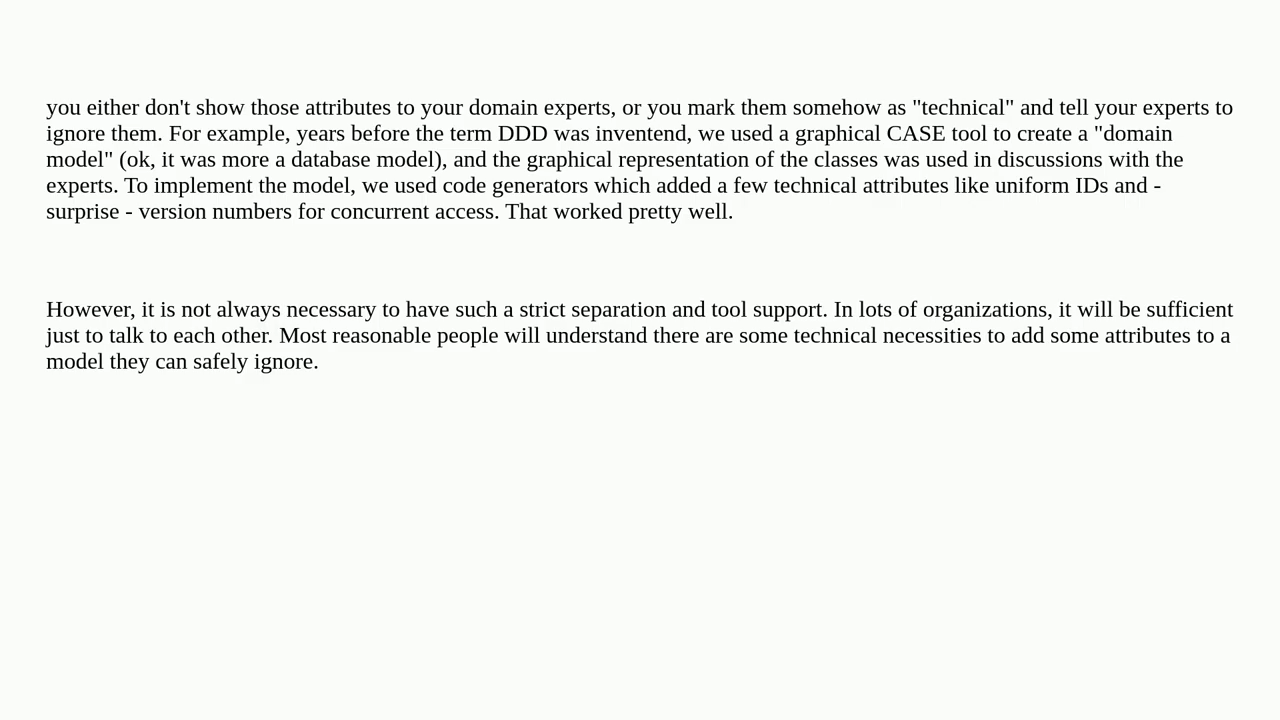 you either don't show those attributes to your domain experts, or you mark them somehow as "technical" and tell your experts to
ignore them. For example, years before the term DDD was inventend, we used a graphical CASE tool to create a "domain
model" (ok, it was more a database model), and the graphical representation of the classes was used in discussions with the
experts. To implement the model, we used code generators which added a few technical attributes like uniform IDs and -
surprise - version numbers for concurrent access. That worked pretty well.
However, it is not always necessary to have such a strict separation and tool support. In lots of organizations, it will be sufficient
just to talk to each other. Most reasonable people will understand there are some technical necessities to add some attributes to a
model they can safely ignore.